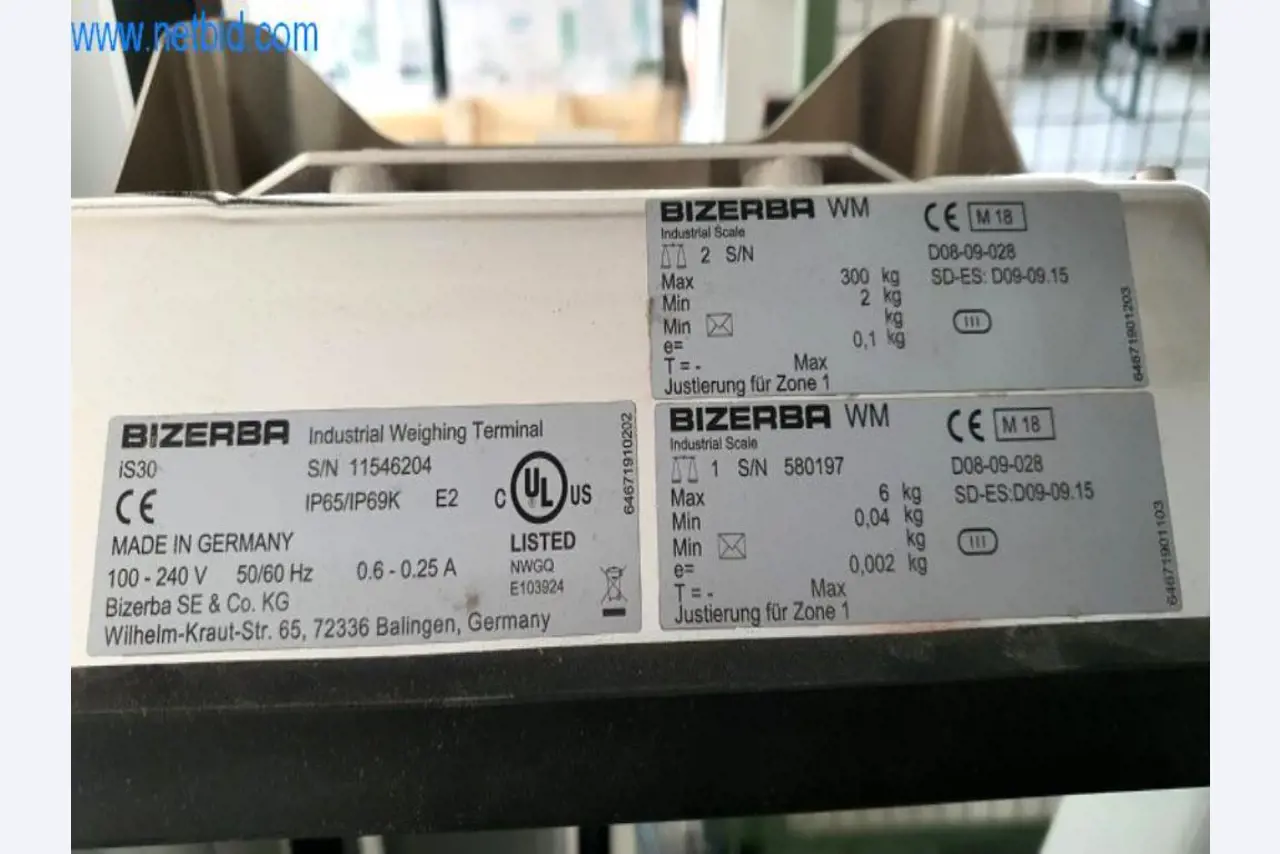 www.netbid.com
BIZERBA WM CE M 18
Industrial Scale
2 S/N D08-09-028
Max 300 kg SD-ES: D09-09.15
Min 2 kg
Min kg III
e= 0,1 kg
T = - Max
Justierung für Zone 1
64671901203
BIZERBA Industrial Weighing Terminal
iS30 S/N 11546204
CE IP65/IP69K E2 C UL US
LISTED
MADE IN GERMANY
NWGQ
100 - 240 V 50/60 Hz 0.6 - 0.25 A E103924
Bizerba SE & Co. KG
Wilhelm-Kraut-Str. 65, 72336 Balingen, Germany
64671910202
BIZERBA WM CE M 18
Industrial Scale
1 S/N 580197 D08-09-028
Max 6 kg SD-ES:D09-09.15
Min 0,04 kg
Min kg III
e= 0,002 kg
T = - Max
Justierung für Zone 1
64671901103